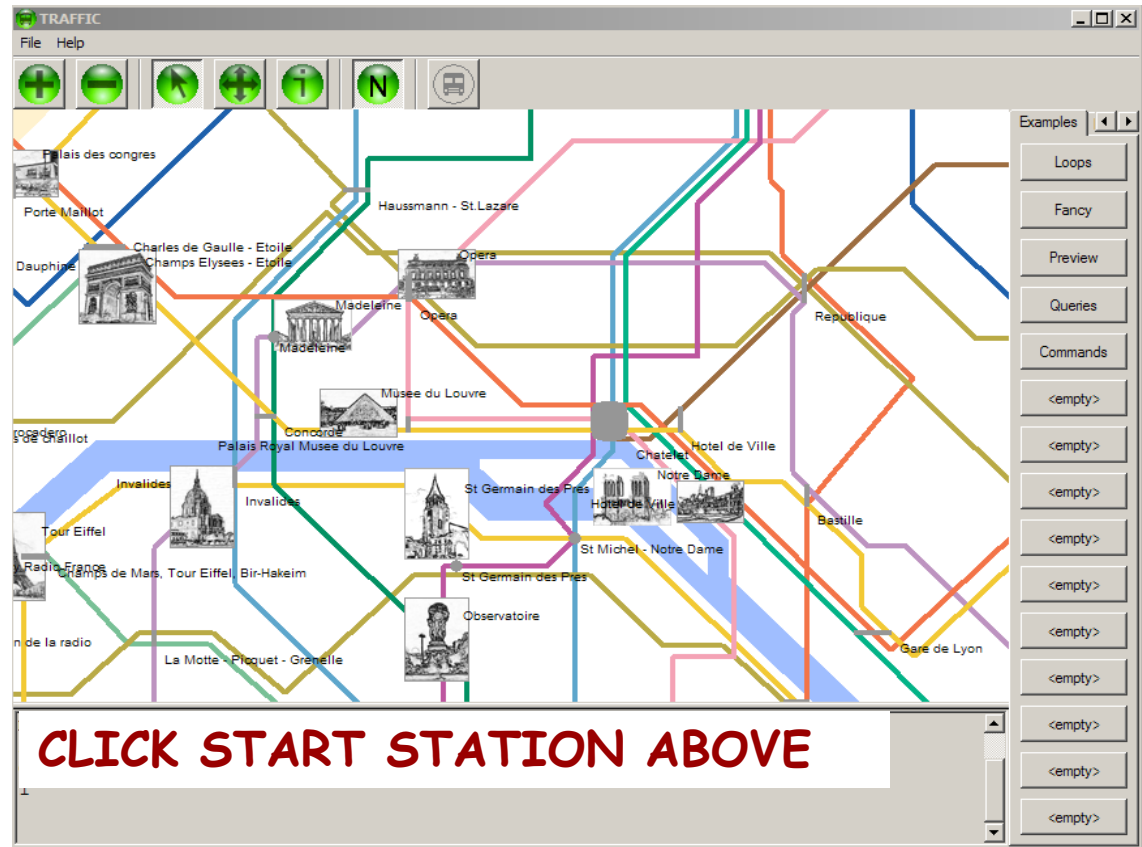 TRAFFIC
File Help
N
Examples
Loops
Fancy
Preview
Queries
Commands
<empty>
<empty>
<empty>
<empty>
<empty>
<empty>
<empty>
<empty>
<empty>
<empty>
Palais des congres
Porte Maillot
Haussmann - St.Lazare
Charles de Gaulle - Etoile
Dauphine
Champs Elysees - Etoile
Opera
Madeleine
Opera
Republique
Madeleine
Musee du Louvre
Concorde
Palais Royal Musee du Louvre
Hotel de Ville
Chatelet
Notre Dame
Invalides
St Germain des Pres
Invalides
Hotel de Ville
Bastille
Tour Eiffel
St Michel - Notre Dame
y Radio France
Champs de Mars, Tour Eiffel, Bir-Hakeim
St Germain des Pres
Observatoire
n de la radio
Gare de Lyon
La Motte - Picquet - Grenelle
CLICK START STATION ABOVE